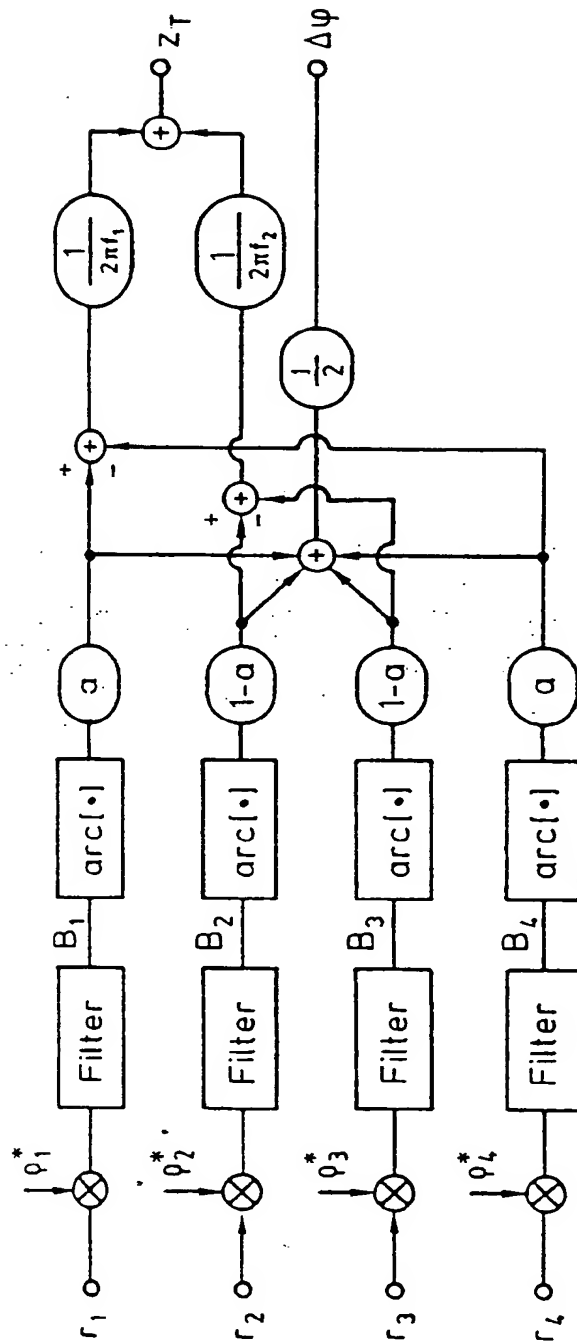 r₁ ρ₁* Filter B₁ arc[•] a + - + 1/2πf₁ + z_T
r₂ ρ₂* Filter B₂ arc[•] 1-a + - + 1/2πf₂
+ 1/2 Δφ
r₃ ρ₃* Filter B₃ arc[•] 1-a
r₄ ρ₄* Filter B₄ arc[•] a